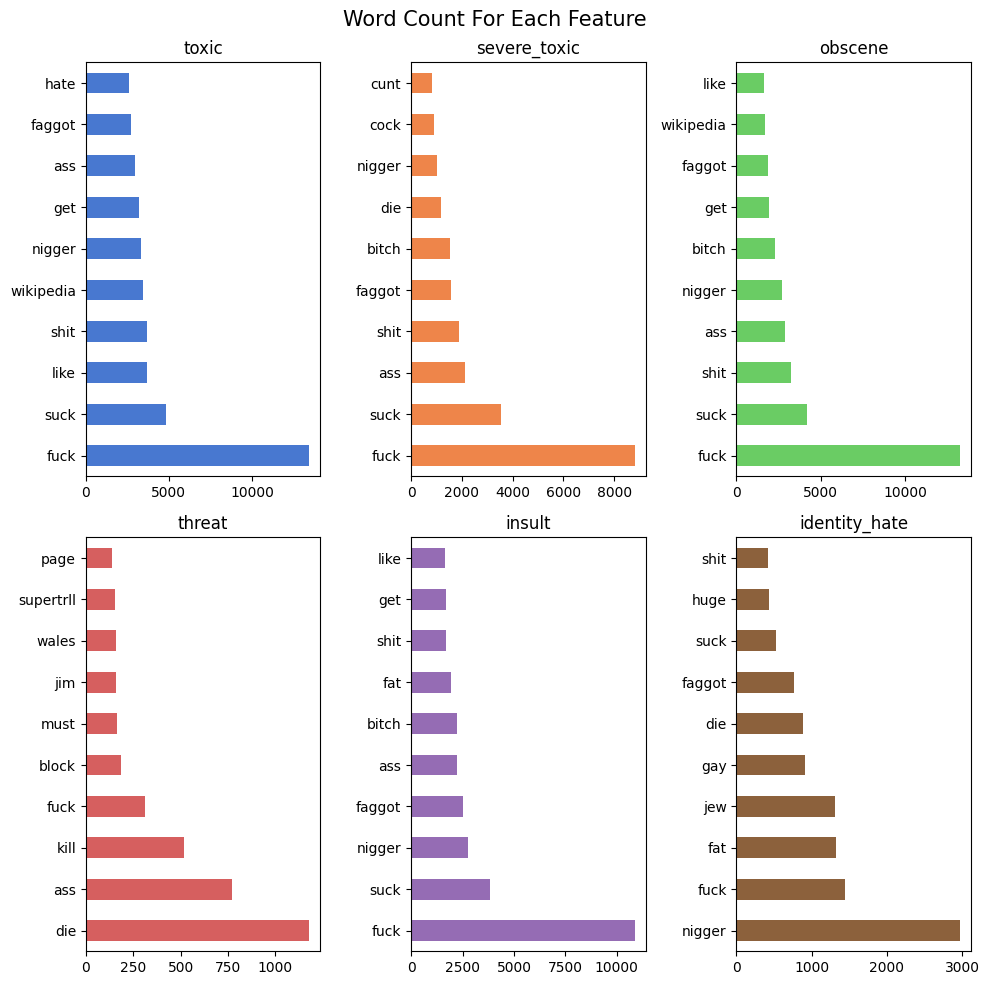 Word Count For Each Feature
toxic
hate
faggot
ass
get
nigger
wikipedia
shit
like
suck
fuck
0 5000 10000
severe_toxic
cunt
cock
nigger
die
bitch
faggot
shit
ass
suck
fuck
0 2000 4000 6000 8000
obscene
like
wikipedia
faggot
get
bitch
nigger
ass
shit
suck
fuck
0 5000 10000
threat
page
supertrll
wales
jim
must
block
fuck
kill
ass
die
0 250 500 750 1000
insult
like
get
shit
fat
bitch
ass
faggot
nigger
suck
fuck
0 2500 5000 7500 10000
identity_hate
shit
huge
suck
faggot
die
gay
jew
fat
fuck
nigger
0 1000 2000 3000